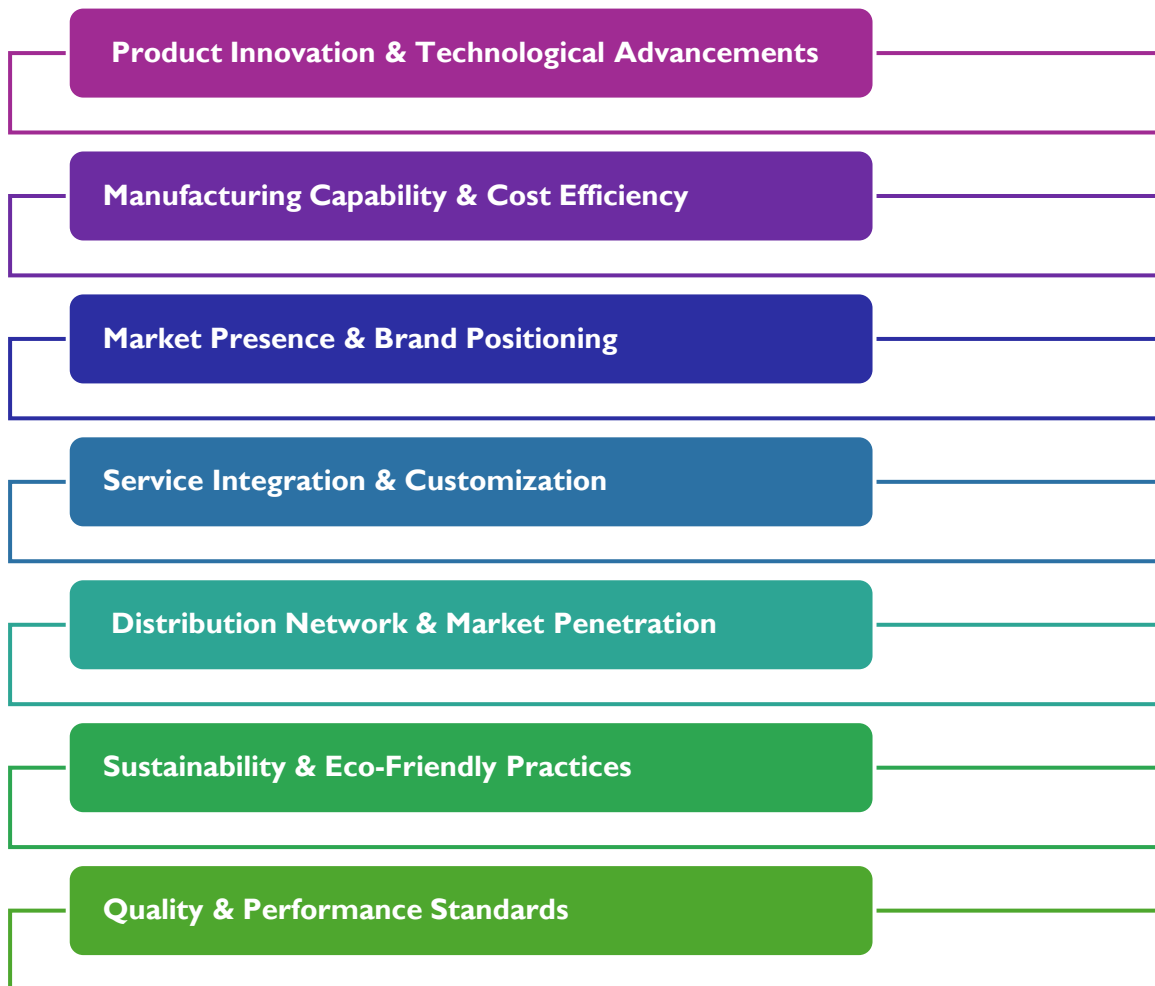 Product Innovation & Technological Advancements
Manufacturing Capability & Cost Efficiency
Market Presence & Brand Positioning
Service Integration & Customization
Distribution Network & Market Penetration
Sustainability & Eco-Friendly Practices
Quality & Performance Standards